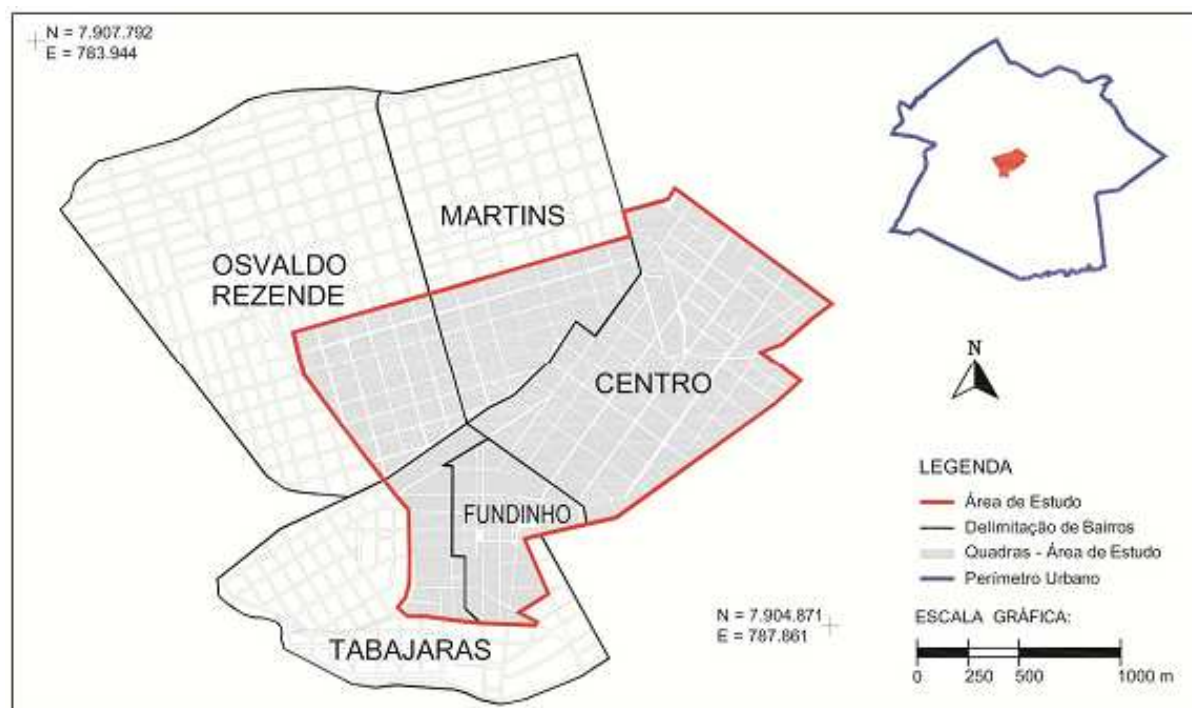 N = 7.907.792
E = 783.944
MARTINS
OSVALDO
REZENDE
CENTRO
N
FUNDINHO
TABAJARAS
N = 7.904.871
E = 787.861
LEGENDA
Área de Estudo
Delimitação de Bairros
Quadras - Área de Estudo
Perímetro Urbano
ESCALA GRÁFICA:
0 250 500 1000 m